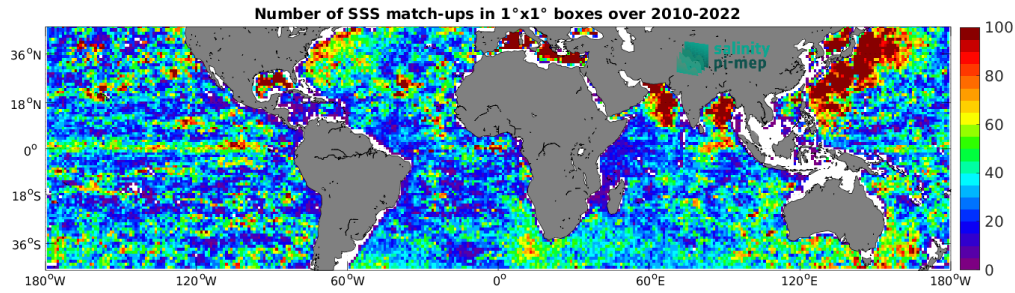 Number of SSS match-ups in 1°x1° boxes over 2010-2022
salinity
pi-mep
36°N
18°N
0°
18°S
36°S
180°W
120°W
60°W
0°
60°E
120°E
180°W
100
80
60
40
20
0